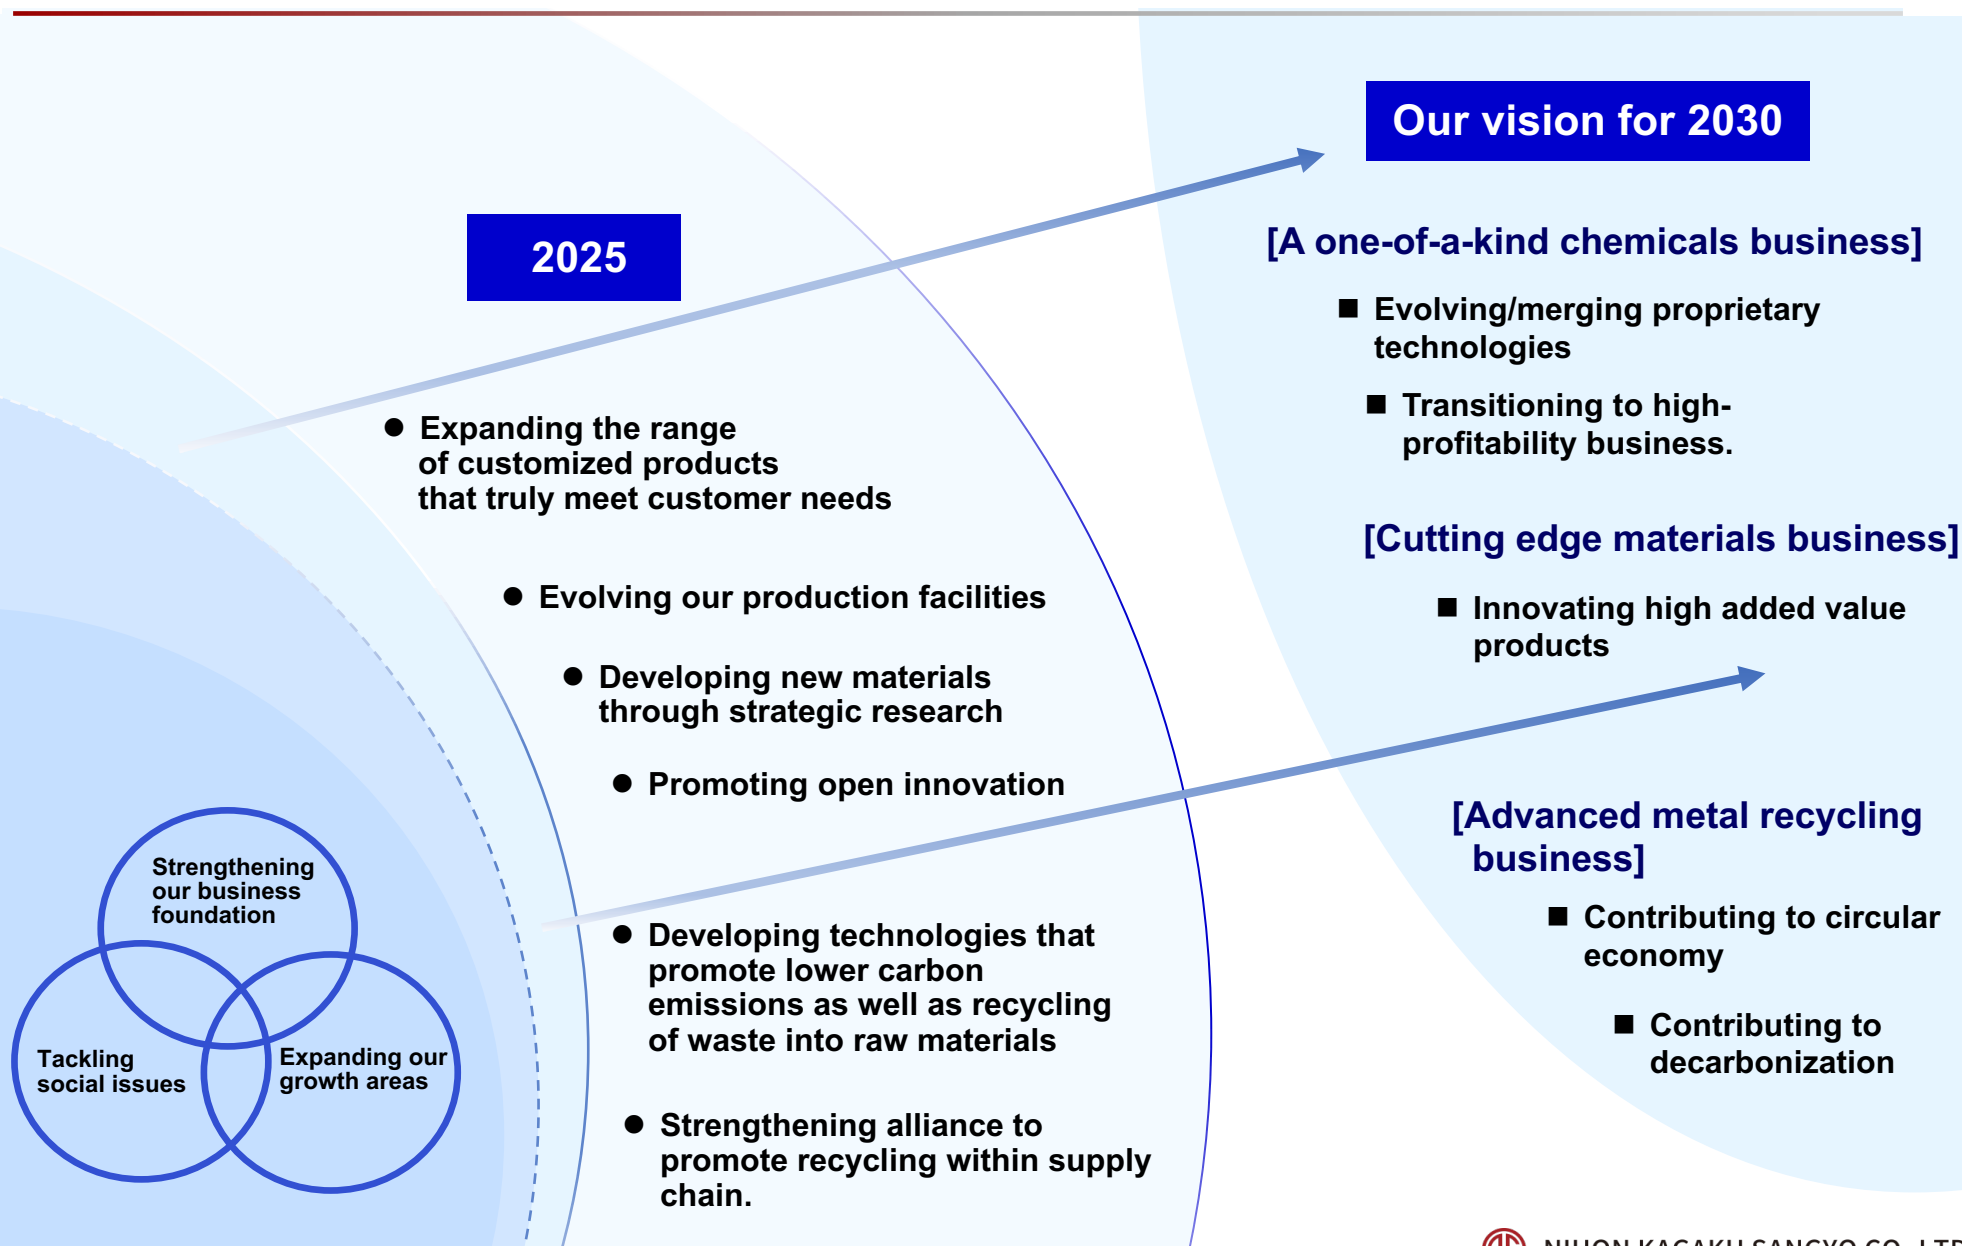 Our vision for 2030
2025
[A one-of-a-kind chemicals business]
■ Evolving/merging proprietary
technologies
■ Transitioning to high-
profitability business.
● Expanding the range
of customized products
that truly meet customer needs
[Cutting edge materials business]
● Evolving our production facilities
■ Innovating high added value
products
● Developing new materials
through strategic research
● Promoting open innovation
[Advanced metal recycling
business]
Strengthening
our business
foundation
■ Contributing to circular
economy
● Developing technologies that
promote lower carbon
emissions as well as recycling
of waste into raw materials
■ Contributing to
decarbonization
Tackling
social issues
Expanding our
growth areas
● Strengthening alliance to
promote recycling within supply
chain.
NIHON KAGAKU SANGYO CO., LTD